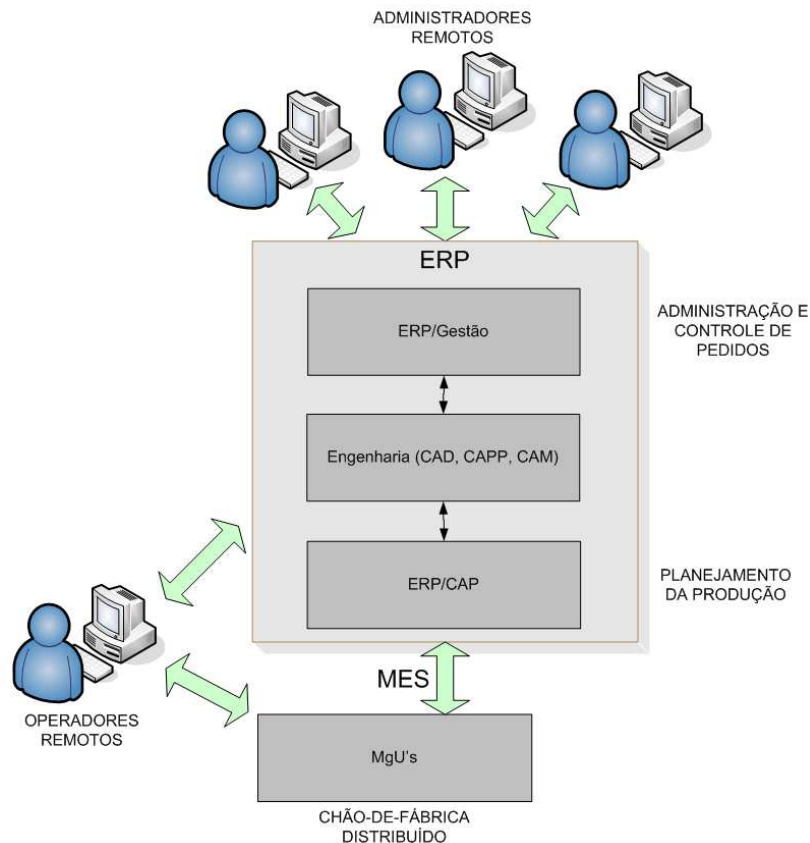 ADMINISTRADORES
REMOTOS
ERP
ERP/Gestão
ADMINISTRAÇÃO E
CONTROLE DE
PEDIDOS
Engenharia (CAD, CAPP, CAM)
ERP/CAP
PLANEJAMENTO
DA PRODUÇÃO
MES
OPERADORES
REMOTOS
MgU's
CHÃO-DE-FÁBRICA
DISTRIBUÍDO